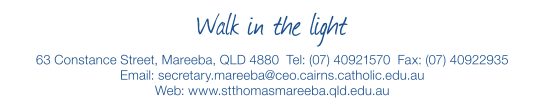 Walk in the light
63 Constance Street, Mareeba, QLD 4880 Tel: (07) 40921570 Fax: (07) 40922935
Email: secretary.mareeba@ceo.cairns.catholic.edu.au
Web: www.stthomasmareeba.qld.edu.au